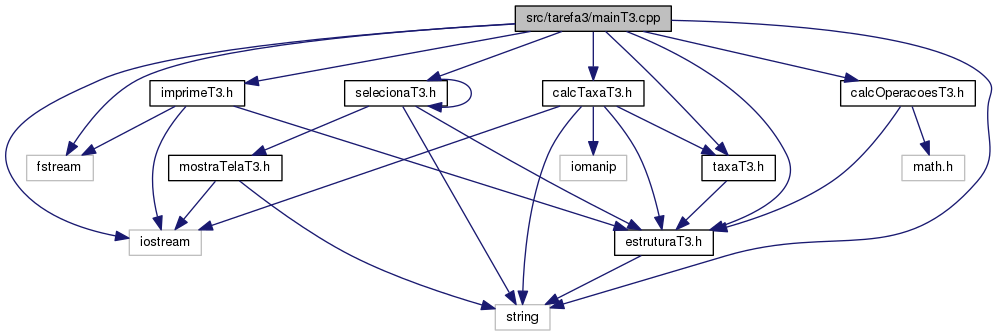 src/tarefa3/mainT3.cpp
imprimeT3.h
selecionaT3.h
calcTaxaT3.h
calcOperacoesT3.h
fstream
mostraTelaT3.h
iomanip
taxaT3.h
math.h
iostream
estruturaT3.h
string